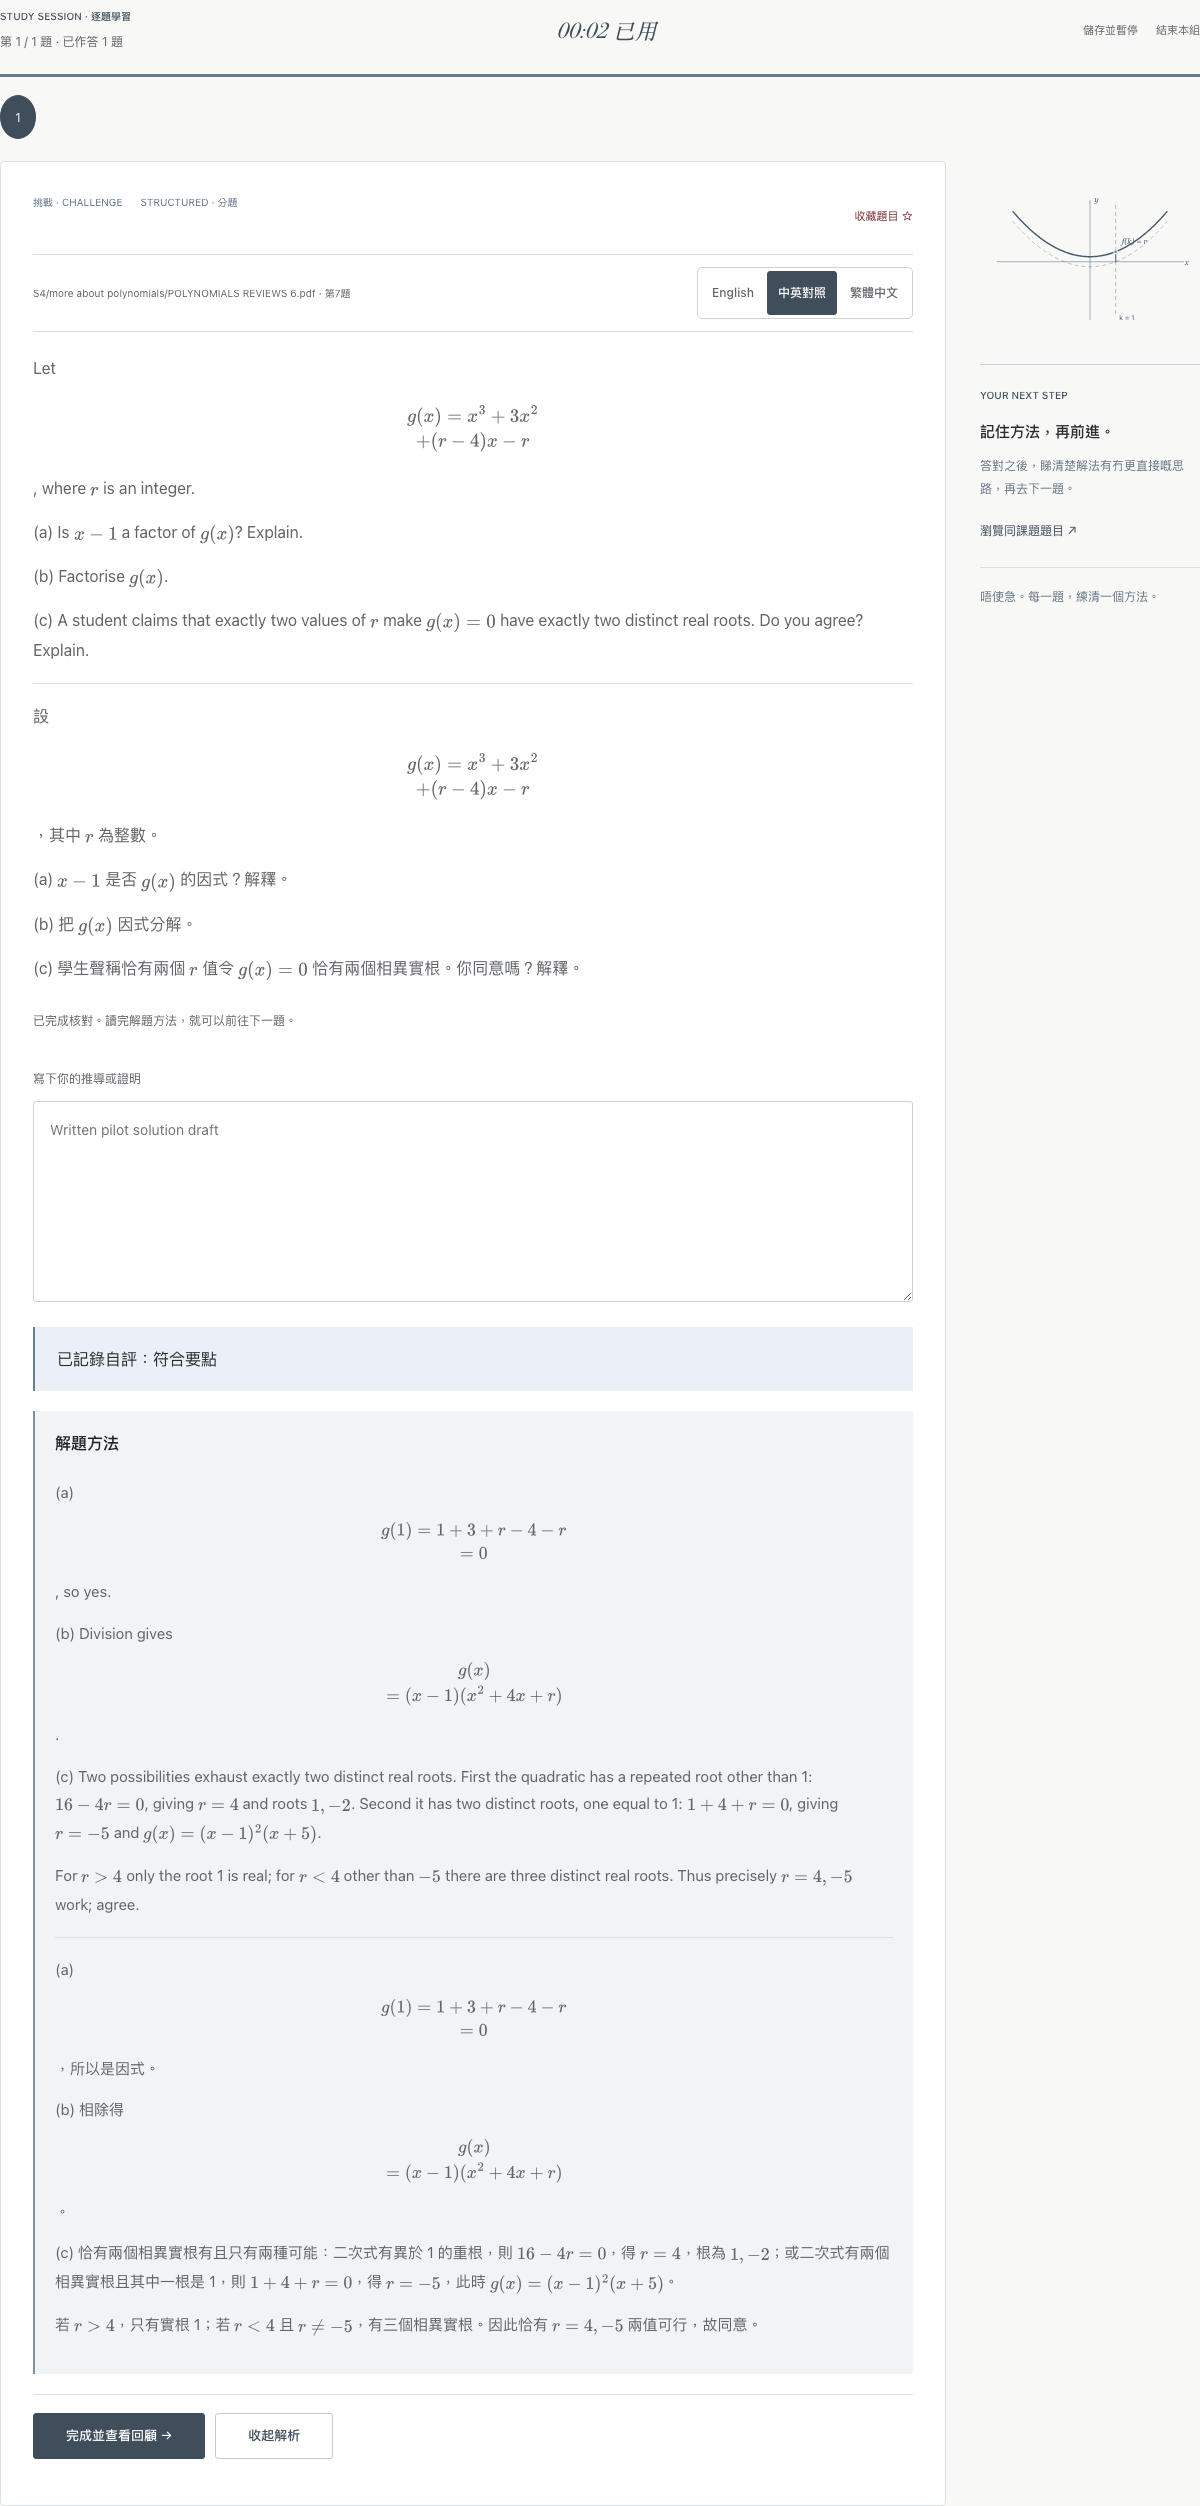 STUDY SESSION · 逐題學習
第 1 / 1 題 · 已作答 1 題
00:02 已用
儲存並暫停
結束本組
1
挑戰 · CHALLENGE
STRUCTURED · 分題
收藏題目 ☆
S4/more about polynomials/POLYNOMIALS REVIEWS 6.pdf · 第7題
English
中英對照
繁體中文
Let
g(x) = x³ + 3x²
+(r − 4)x − r
, where r is an integer.
(a) Is x − 1 a factor of g(x)? Explain.
(b) Factorise g(x).
(c) A student claims that exactly two values of r make g(x) = 0 have exactly two distinct real roots. Do you agree?
Explain.
設
g(x) = x³ + 3x²
+(r − 4)x − r
，其中 r 為整數。
(a) x − 1 是否 g(x) 的因式？解釋。
(b) 把 g(x) 因式分解。
(c) 學生聲稱恰有兩個 r 值令 g(x) = 0 恰有兩個相異實根。你同意嗎？解釋。
已完成核對。讀完解題方法，就可以前往下一題。
寫下你的推導或證明
Written pilot solution draft
已記錄自評：符合要點
解題方法
(a)
g(1) = 1 + 3 + r − 4 − r
= 0
, so yes.
(b) Division gives
g(x)
= (x − 1)(x² + 4x + r)
.
(c) Two possibilities exhaust exactly two distinct real roots. First the quadratic has a repeated root other than 1:
16 − 4r = 0, giving r = 4 and roots 1, −2. Second it has two distinct roots, one equal to 1: 1 + 4 + r = 0, giving
r = −5 and g(x) = (x − 1)²(x + 5).
For r > 4 only the root 1 is real; for r < 4 other than −5 there are three distinct real roots. Thus precisely r = 4, −5
work; agree.
(a)
g(1) = 1 + 3 + r − 4 − r
= 0
，所以是因式。
(b) 相除得
g(x)
= (x − 1)(x² + 4x + r)
。
(c) 恰有兩個相異實根有且只有兩種可能：二次式有異於 1 的重根，則 16 − 4r = 0，得 r = 4，根為 1, −2；或二次式有兩個
相異實根且其中一根是 1，則 1 + 4 + r = 0，得 r = −5，此時 g(x) = (x − 1)²(x + 5)。
若 r > 4，只有實根 1；若 r < 4 且 r ≠ −5，有三個相異實根。因此恰有 r = 4, −5 兩值可行，故同意。
完成並查看回顧 →
收起解析
y
f(k) = r
x
k = 1
YOUR NEXT STEP
記住方法，再前進。
答對之後，睇清楚解法有冇更直接嘅思
路，再去下一題。
瀏覽同課題題目 ↗
唔使急。每一題，練清一個方法。